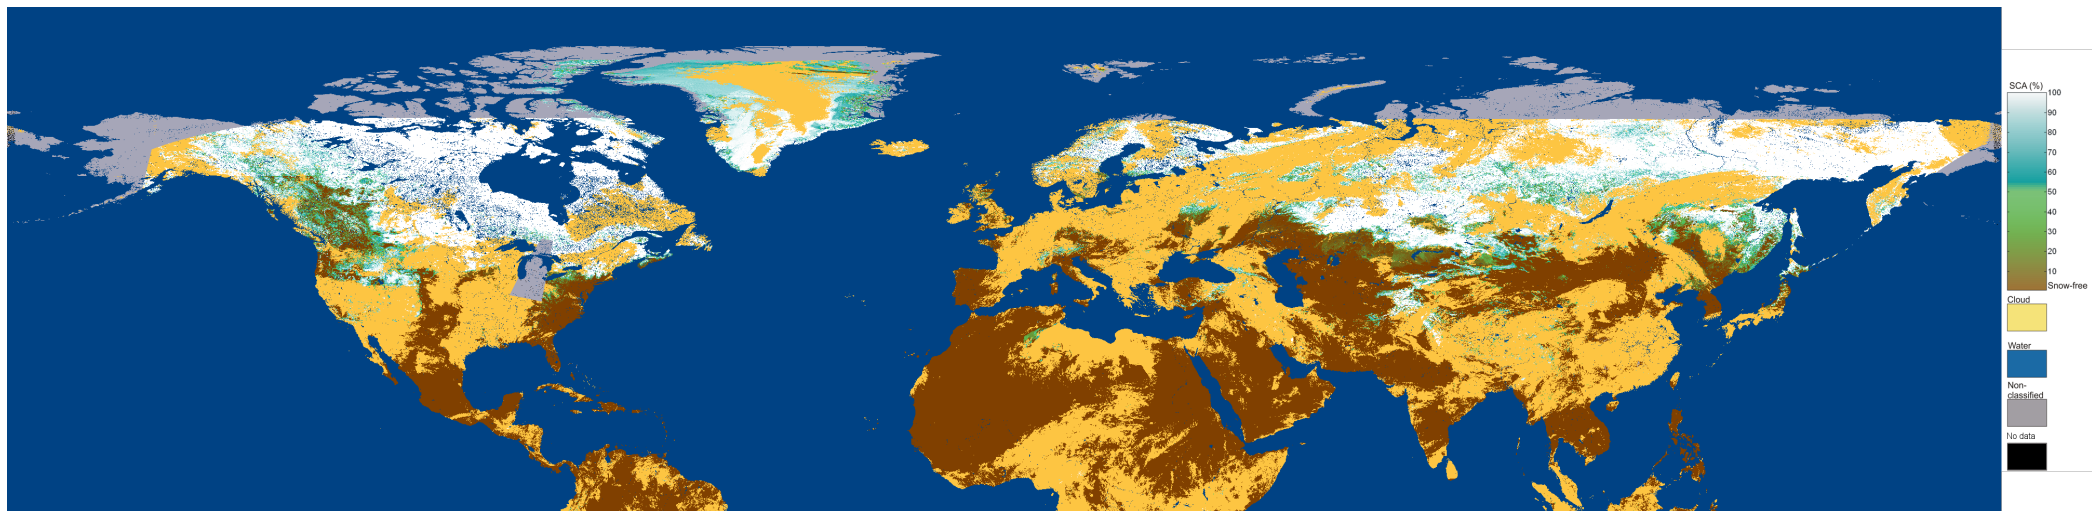 SCA (%)
100
90
80
70
60
50
40
30
20
10
Snow-free
Cloud
Water
Non-
classified
No data